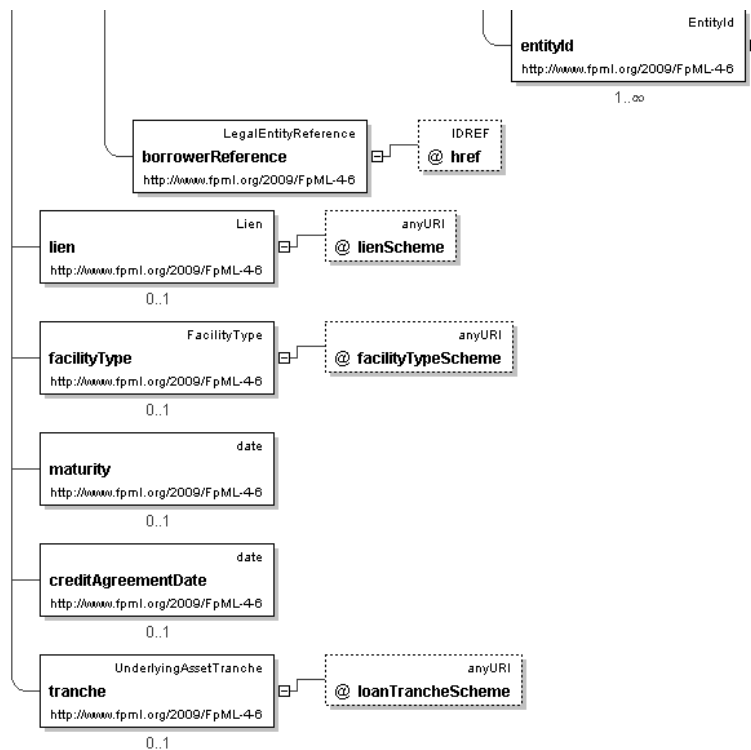 EntityId
entityId
http://www.fpml.org/2009/FpML-4-6
1..∞
LegalEntityReference
borrowerReference
http://www.fpml.org/2009/FpML-4-6
IDREF
@ href
Lien
lien
http://www.fpml.org/2009/FpML-4-6
0..1
anyURI
@ lienScheme
FacilityType
facilityType
http://www.fpml.org/2009/FpML-4-6
0..1
anyURI
@ facilityTypeScheme
date
maturity
http://www.fpml.org/2009/FpML-4-6
0..1
date
creditAgreementDate
http://www.fpml.org/2009/FpML-4-6
0..1
UnderlyingAssetTranche
tranche
http://www.fpml.org/2009/FpML-4-6
0..1
anyURI
@ loanTrancheScheme